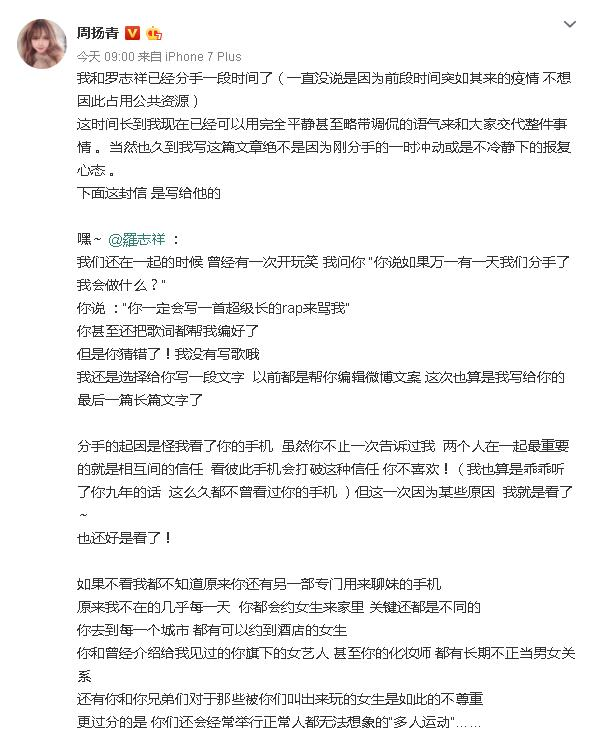 周扬青
今天 09:00 来自 iPhone 7 Plus
我和罗志祥已经分手一段时间了（一直没说是因为前段时间突如其来的疫情 不想
因此占用公共资源）
这时间长到我现在已经可以用完全平静甚至略带调侃的语气来和大家交代整件事
情 。当然也久到我写这篇文章绝不是因为刚分手的一时冲动或是不冷静下的报复
心态 。
下面这封信 是写给他的
嘿~ @羅志祥 ：
我们还在一起的时候 曾经有一次开玩笑 我问你 “你说如果万一有一天我们分手了
我会做什么？”
你说 ：“你一定会写一首超级长的rap来骂我”
你甚至还把歌词都帮我编好了
但是你猜错了！我没有写歌哦
我还是选择给你写一段文字 以前都是帮你编辑微博文案 这次也算是我写给你的
最后一篇长篇文字了
分手的起因是怪我看了你的手机 虽然你不止一次告诉过我 两个人在一起最重要
的就是相互间的信任 看彼此手机会打破这种信任 你不喜欢！（我也算是乖乖听
了你九年的话 这么久都不曾看过你的手机 ）但这一次因为某些原因 我就是看了
~
也还好是看了！
如果不看我都不知道原来你还有另一部专门用来聊妹的手机
原来我不在的几乎每一天 你都会约女生来家里 关键还都是不同的
你去到每一个城市 都有可以约到酒店的女生
你和曾经介绍给我见过的你旗下的女艺人 甚至你的化妆师 都有长期不正当男女关
系
还有你和你兄弟们对于那些被你们叫出来玩的女生是如此的不尊重
更过分的是 你们还会经常举行正常人都无法想象的“多人运动”……